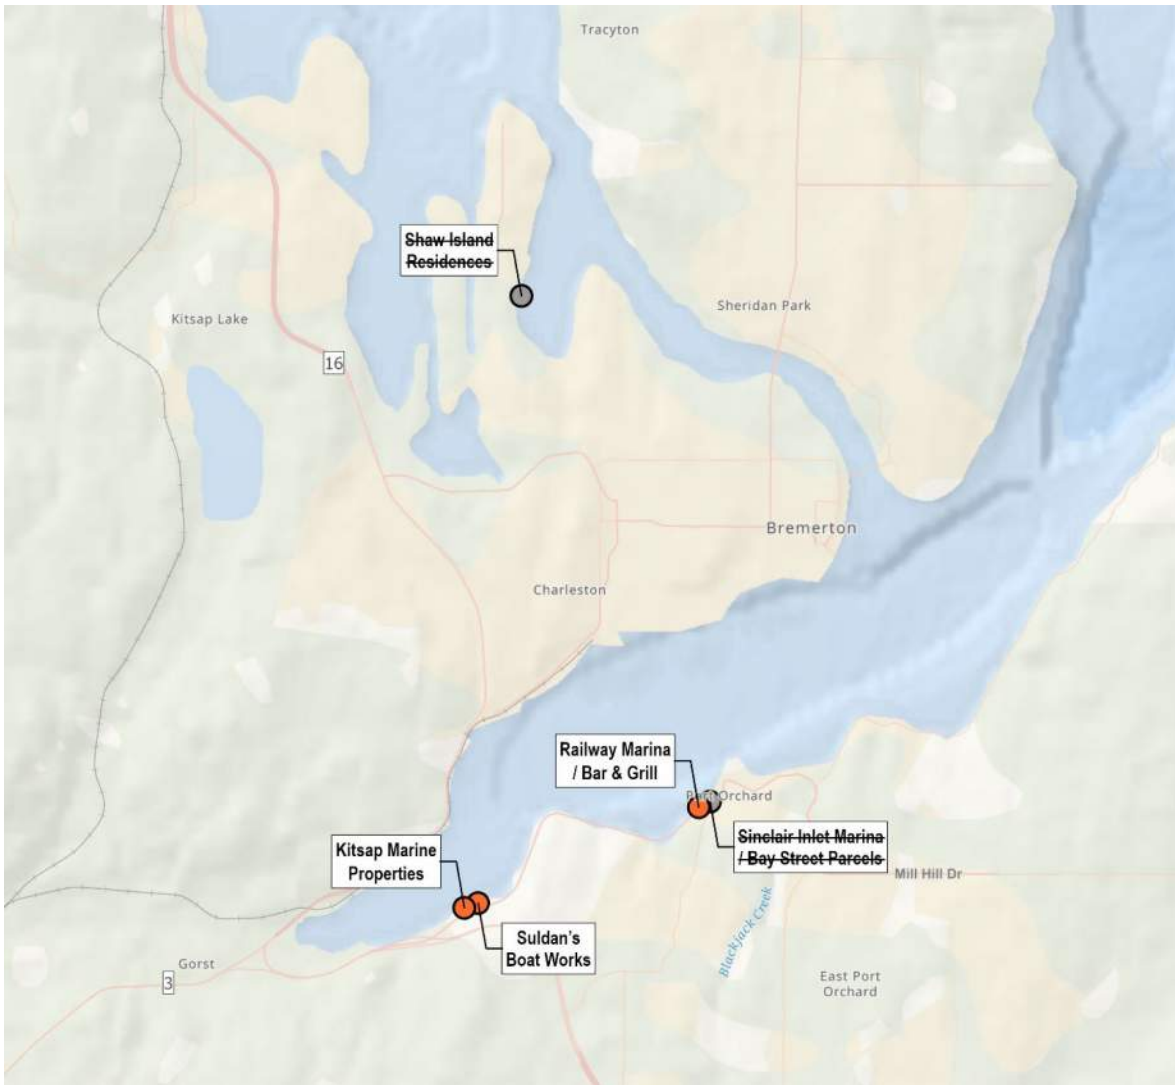 Tracyton
Shaw Island
Residences
Sheridan Park
Kitsap Lake
16
Bremerton
Charleston
Railway Marina
/ Bar & Grill
Port Orchard
Sinclair Inlet Marina
/ Bay Street Parcels
Kitsap Marine
Properties
Mill Hill Dr
Blackjack Creek
Suldan's
Boat Works
Gorst
3
East Port
Orchard